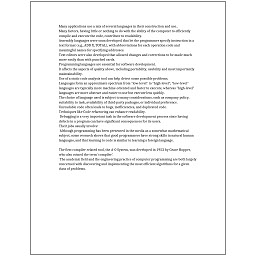 Many applications use a mix of several languages in their construction and use.
Many factors, having little or nothing to do with the ability of the computer to efficiently
compile and execute the code, contribute to readability.
Assembly languages were soon developed that let the programmer specify instruction in a
text format (e.g., ADD X, TOTAL), with abbreviations for each operation code and
meaningful names for specifying addresses.
Text editors were also developed that allowed changes and corrections to be made much
more easily than with punched cards.
Programming languages are essential for software development.
It affects the aspects of quality above, including portability, usability and most importantly
maintainability.
Use of a static code analysis tool can help detect some possible problems.
Languages form an approximate spectrum from "low-level" to "high-level"; "low-level"
languages are typically more machine-oriented and faster to execute, whereas "high-level"
languages are more abstract and easier to use but execute less quickly.
The choice of language used is subject to many considerations, such as company policy,
suitability to task, availability of third-party packages, or individual preference.
Unreadable code often leads to bugs, inefficiencies, and duplicated code.
Techniques like Code refactoring can enhance readability.
Debugging is a very important task in the software development process since having
defects in a program can have significant consequences for its users.
Their jobs usually involve:
Although programming has been presented in the media as a somewhat mathematical
subject, some research shows that good programmers have strong skills in natural human
languages, and that learning to code is similar to learning a foreign language.
The first compiler related tool, the A-0 System, was developed in 1952 by Grace Hopper,
who also coined the term 'compiler'.
The academic field and the engineering practice of computer programming are both largely
concerned with discovering and implementing the most efficient algorithms for a given
class of problems.